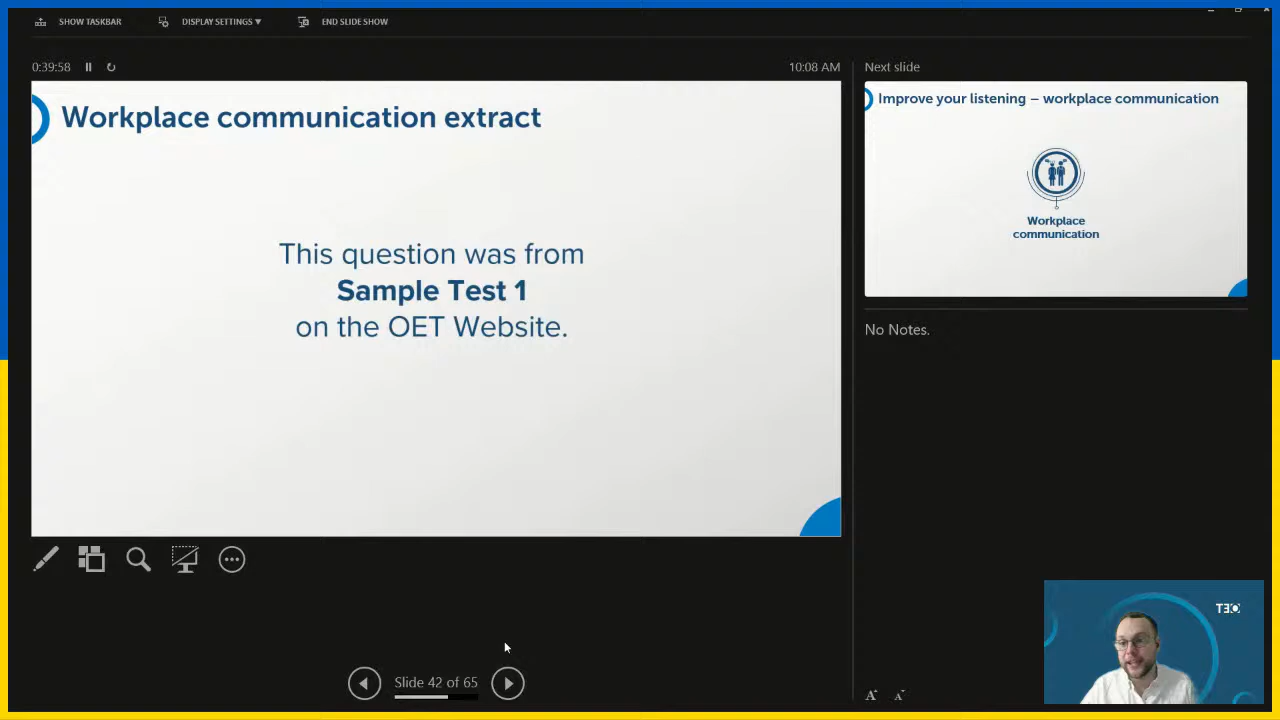 SHOW TASKBAR
DISPLAY SETTINGS ▼
END SLIDE SHOW
0:39:58
10:08 AM
Workplace communication extract
This question was from
Sample Test 1
on the OET Website.
Slide 42 of 65
Next slide
Improve your listening – workplace communication
Workplace
communication
No Notes.
A A
OET